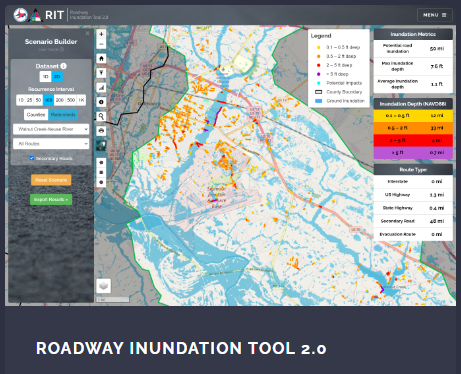 RIT
Roadway
Inundation Tool 2.0
MENU
Scenario Builder
Dataset
1D
2D
Recurrence Interval
10
25
50
100
200
500
1K
Counties
Watersheds
Walnut Creek-Neuse River
All Routes
Secondary Roads
Reset Scenario
Export Results
Legend
0.1 – 0.5 ft deep
0.5 – 2 ft deep
2 – 5 ft deep
> 5 ft deep
Potential Impacts
County Boundary
Ground Inundation
Inundation Metrics
Potential road inundation
50 mi
Max inundation depth
7.6 ft
Average inundation depth
1.1 ft
Inundation Depth (NAVD88)
0.1 – 0.5 ft
12 mi
0.5 – 2 ft
33 mi
2 – 5 ft
> 5 ft
0.7 mi
Route Type
Interstate
0 mi
US Highway
1.3 mi
State Highway
0.4 mi
Secondary Road
48 mi
Evacuation Route
0 mi
ROADWAY INUNDATION TOOL 2.0